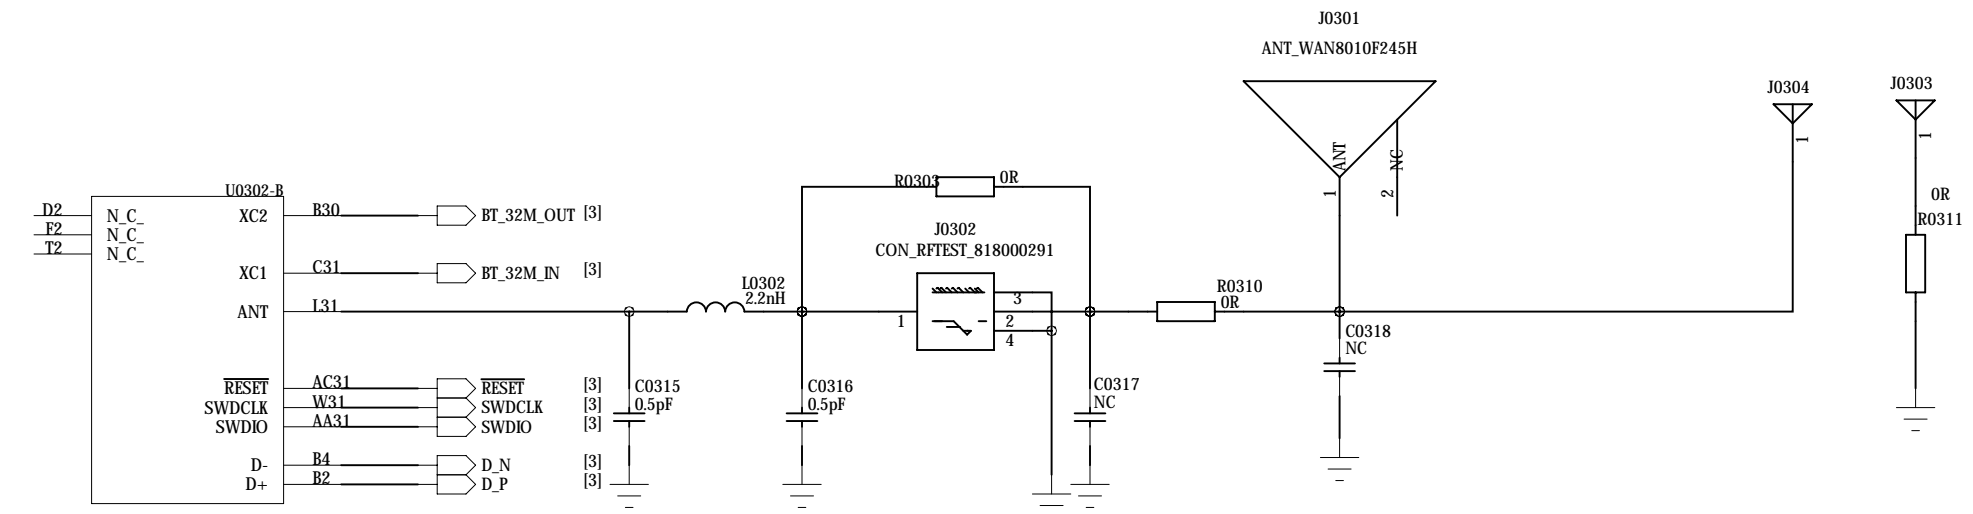 J0301
ANT_WAN8010F245H
J0304
J0303
1
1
ANT
NC
1
2
0R
R0311
R0303
0R
J0302
CON_RFTEST_818000291
3
1
2
4
L0302
2.2nH
R0310
0R
C0318
NC
U0302-B
D2
N_C_
XC2
B30
BT_32M_OUT
[3]
F2
N_C_
T2
N_C_
XC1
C31
BT_32M_IN
[3]
ANT
L31
RESET
AC31
RESET
[3]
SWDCLK
W31
SWDCLK
[3]
SWDIO
AA31
SWDIO
[3]
D-
B4
D_N
[3]
D+
B2
D_P
[3]
C0315
0.5pF
C0316
0.5pF
C0317
NC